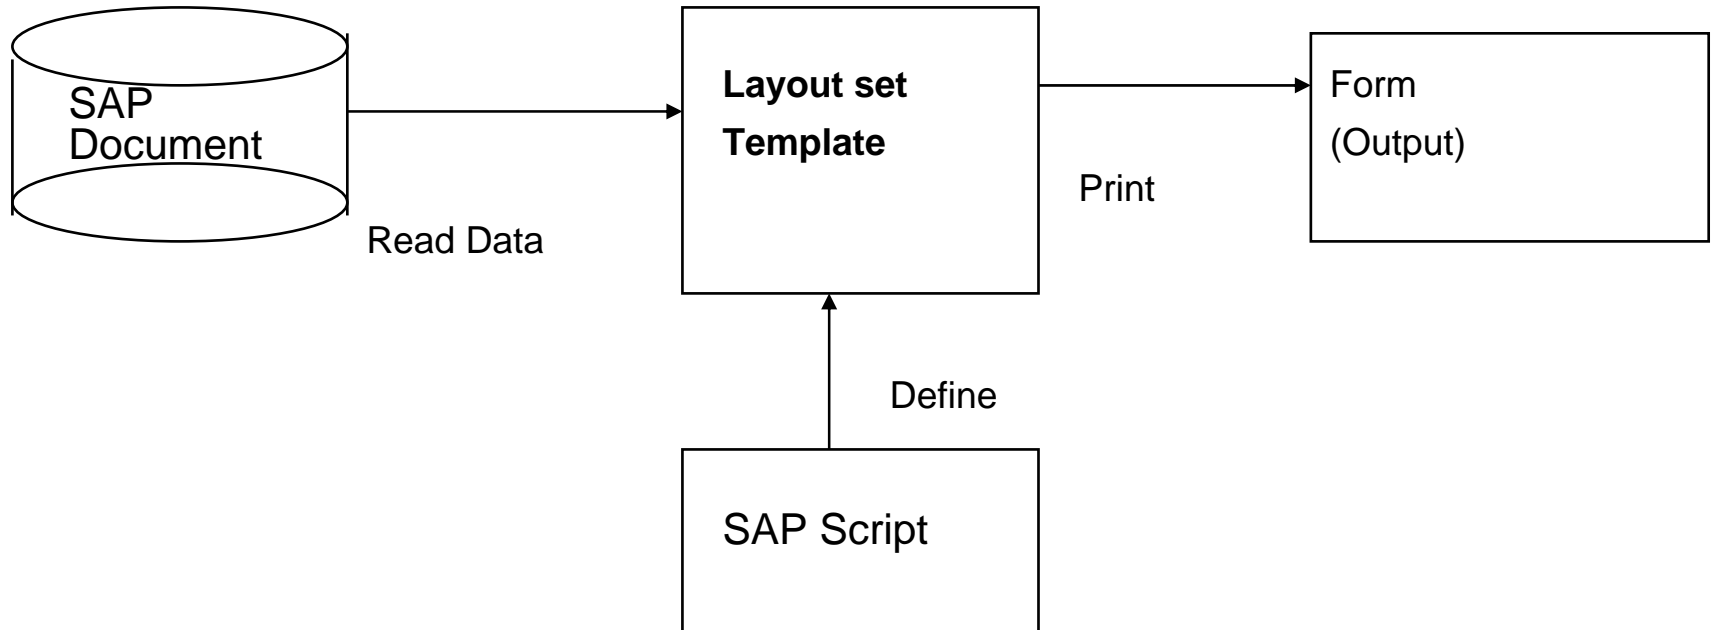 SAP
Document
Read Data
Layout set
Template
Print
Form
(Output)
Define
SAP Script